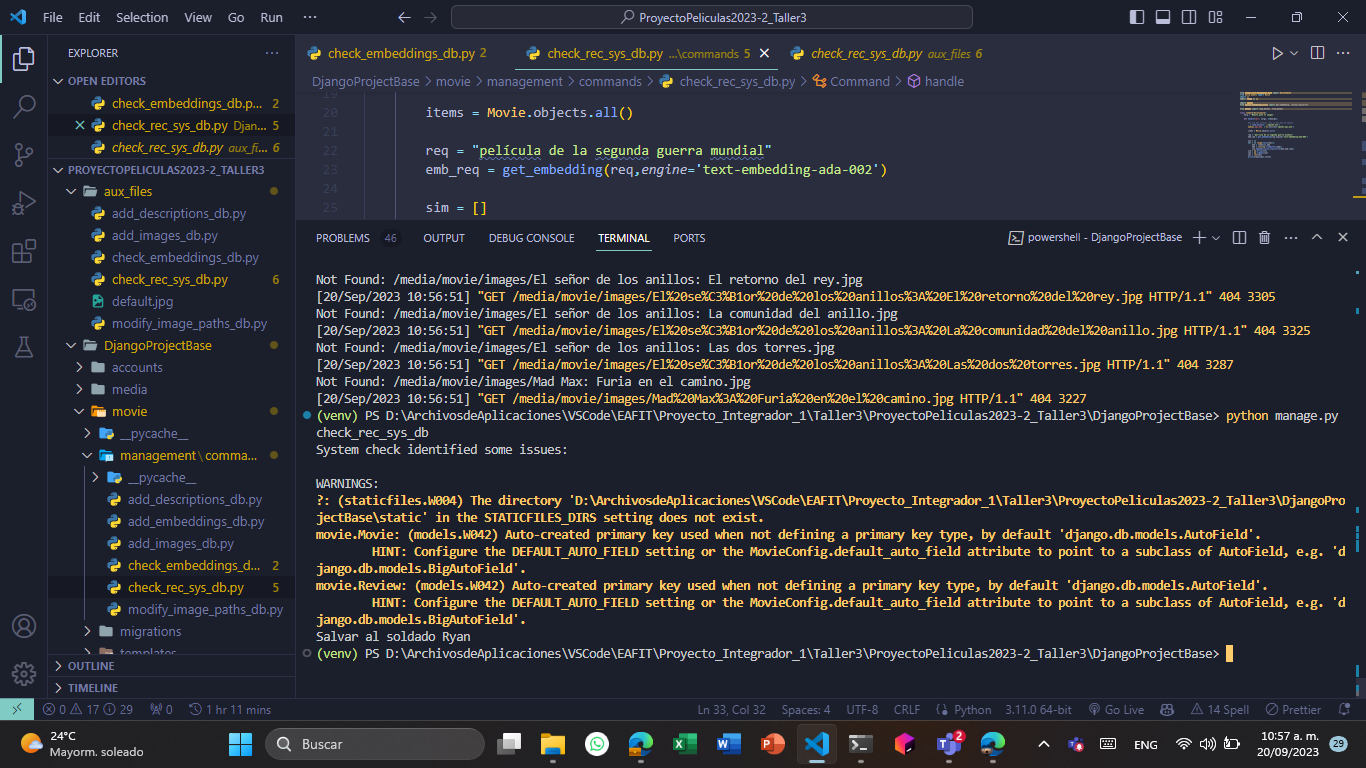 File Edit Selection View Go Run ···
ProyectoPeliculas2023-2_Taller3
EXPLORER ···
OPEN EDITORS
check_embeddings_db.p... 2
check_rec_sys_db.py Djan... 5
check_rec_sys_db.py aux_fil... 6
PROYECTOPELICULAS2023-2_TALLER3
aux_files
add_descriptions_db.py
add_images_db.py
check_embeddings_db.py
check_rec_sys_db.py 6
default.jpg
modify_image_paths_db.py
DjangoProjectBase
accounts
media
movie
__pycache__
management\comma...
__pycache__
add_descriptions_db.py
add_embeddings_db.py
add_images_db.py
check_embeddings_d... 2
check_rec_sys_db.py 5
modify_image_paths_db.py
migrations
templates
OUTLINE
TIMELINE
check_embeddings_db.py 2
check_rec_sys_db.py ...\commands 5
check_rec_sys_db.py aux_files 6
DjangoProjectBase > movie > management > commands > check_rec_sys_db.py > Command > handle
19
20 items = Movie.objects.all()
21
22 req = "película de la segunda guerra mundial"
23 emb_req = get_embedding(req,engine='text-embedding-ada-002')
24
25 sim = []
PROBLEMS 46 OUTPUT DEBUG CONSOLE TERMINAL PORTS
powershell - DjangoProjectBase
Not Found: /media/movie/images/El señor de los anillos: El retorno del rey.jpg
[20/Sep/2023 10:56:51] "GET /media/movie/images/El%20se%C3%B1or%20de%20los%20anillos%3A%20El%20retorno%20del%20rey.jpg HTTP/1.1" 404 3305
Not Found: /media/movie/images/El señor de los anillos: La comunidad del anillo.jpg
[20/Sep/2023 10:56:51] "GET /media/movie/images/El%20se%C3%B1or%20de%20los%20anillos%3A%20La%20comunidad%20del%20anillo.jpg HTTP/1.1" 404 3325
Not Found: /media/movie/images/El señor de los anillos: Las dos torres.jpg
[20/Sep/2023 10:56:51] "GET /media/movie/images/El%20se%C3%B1or%20de%20los%20anillos%3A%20Las%20dos%20torres.jpg HTTP/1.1" 404 3287
Not Found: /media/movie/images/Mad Max: Furia en el camino.jpg
[20/Sep/2023 10:56:51] "GET /media/movie/images/Mad%20Max%3A%20Furia%20en%20el%20camino.jpg HTTP/1.1" 404 3227
(venv) PS D:\ArchivosdeAplicaciones\VSCode\EAFIT\Proyecto_Integrador_1\Taller3\ProyectoPeliculas2023-2_Taller3\DjangoProjectBase> python manage.py
check_rec_sys_db
System check identified some issues:
WARNINGS:
?: (staticfiles.W004) The directory 'D:\ArchivosdeAplicaciones\VSCode\EAFIT\Proyecto_Integrador_1\Taller3\ProyectoPeliculas2023-2_Taller3\DjangoPro
jectBase\static' in the STATICFILES_DIRS setting does not exist.
movie.Movie: (models.W042) Auto-created primary key used when not defining a primary key type, by default 'django.db.models.AutoField'.
HINT: Configure the DEFAULT_AUTO_FIELD setting or the MovieConfig.default_auto_field attribute to point to a subclass of AutoField, e.g. 'd
jango.db.models.BigAutoField'.
movie.Review: (models.W042) Auto-created primary key used when not defining a primary key type, by default 'django.db.models.AutoField'.
HINT: Configure the DEFAULT_AUTO_FIELD setting or the MovieConfig.default_auto_field attribute to point to a subclass of AutoField, e.g. 'd
jango.db.models.BigAutoField'.
Salvar al soldado Ryan
(venv) PS D:\ArchivosdeAplicaciones\VSCode\EAFIT\Proyecto_Integrador_1\Taller3\ProyectoPeliculas2023-2_Taller3\DjangoProjectBase>
0 17 29 0 1 hr 11 mins Ln 33, Col 32 Spaces: 4 UTF-8 CRLF Python 3.11.0 64-bit Go Live 14 Spell Prettier
24°C
Mayorm. soleado
Buscar
2
ENG
10:57 a. m.
20/09/2023
29